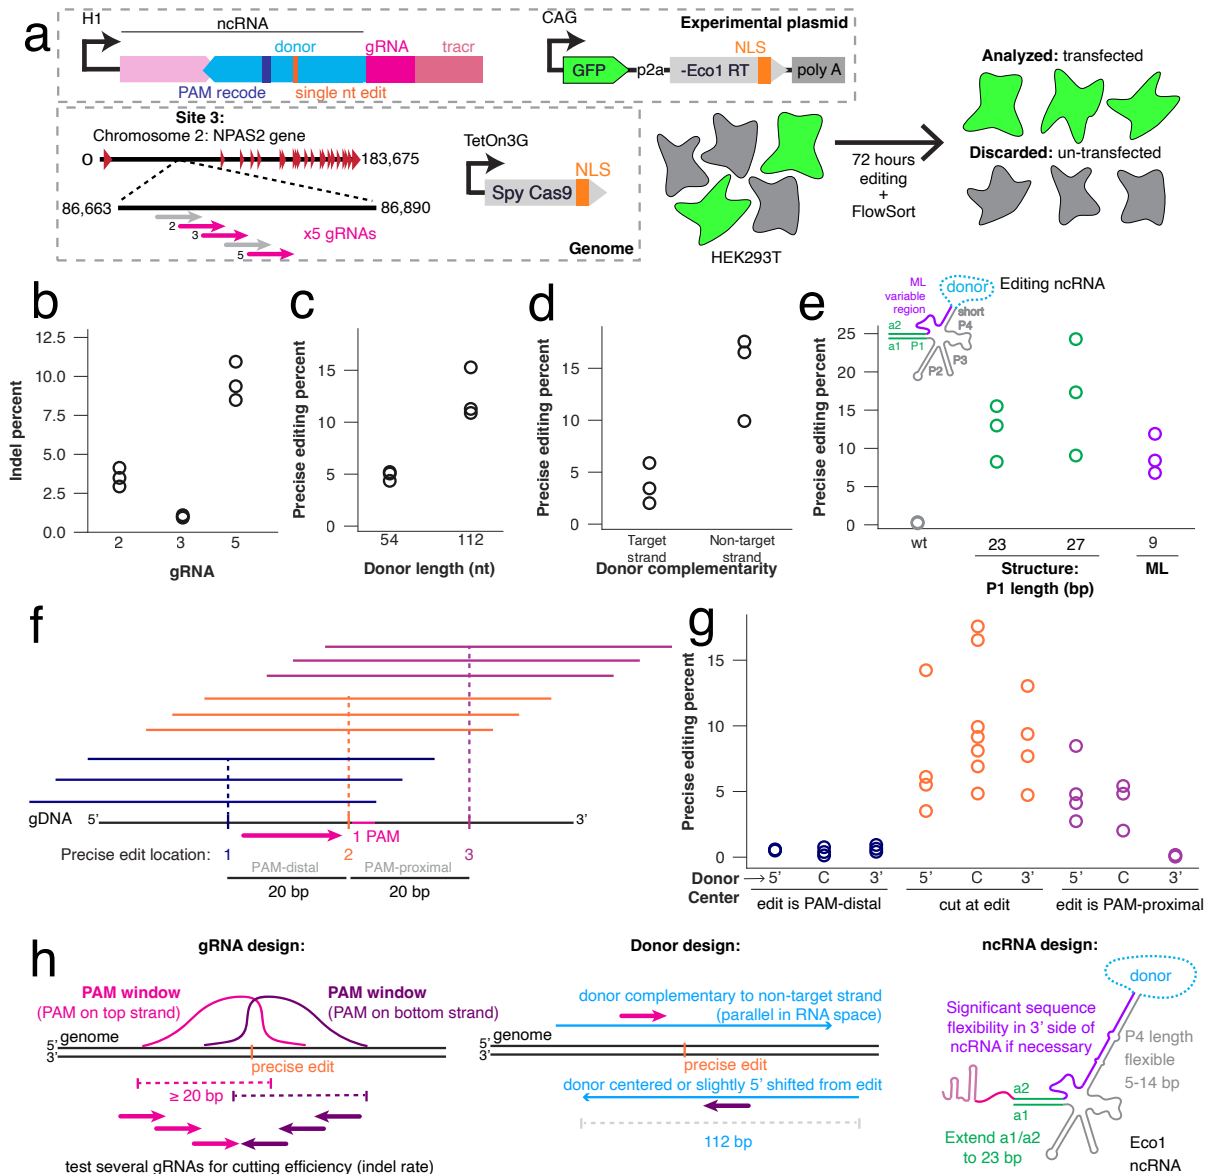 a
H1
ncRNA
donor
gRNA
tracr
PAM recode
single nt edit
CAG
Experimental plasmid
NLS
GFP
p2a
-Eco1 RT
poly A
Site 3:
Chromosome 2: NPAS2 gene
0
183,675
86,663
86,890
2
3
5
x5 gRNAs
TetOn3G
NLS
Spy Cas9
Genome
HEK293T
72 hours
editing
+
FlowSort
Analyzed: transfected
Discarded: un-transfected
b
Indel percent
12.5
10.0
7.5
5.0
2.5
0.0
2
3
5
gRNA
c
Precise editing percent
15
10
5
0
54
112
Donor length (nt)
d
Precise editing percent
15
10
5
0
Target
strand
Non-target
strand
Donor complementarity
e
ML
variable
region
donor
Editing ncRNA
short
P4
a2
a1
P1
P2
P3
Precise editing percent
25
20
15
10
5
0
wt
23
27
9
Structure:
P1 length (bp)
ML
f
gDNA
5’
3’
1 PAM
Precise edit location:
1
2
3
PAM-distal
PAM-proximal
20 bp
20 bp
g
Precise editing percent
15
10
5
0
Donor
Center
5’
C
3’
5’
C
3’
5’
C
3’
edit is PAM-distal
cut at edit
edit is PAM-proximal
h
gRNA design:
PAM window
(PAM on top strand)
PAM window
(PAM on bottom strand)
genome
5’
3’
precise edit
≥ 20 bp
test several gRNAs for cutting efficiency (indel rate)
Donor design:
donor complementary to non-target strand
(parallel in RNA space)
genome
5’
3’
precise edit
donor centered or slightly 5’ shifted from edit
112 bp
ncRNA design:
donor
Significant sequence
flexibility in 3’ side of
ncRNA if necessary
P4 length
flexible
5-14 bp
a2
a1
Extend a1/a2
to 23 bp
Eco1
ncRNA